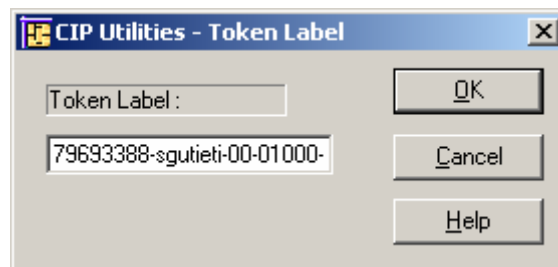 CIP Utilities - Token Label
Token Label :
OK
79693388-sgutieti-00-01000-
Cancel
Help